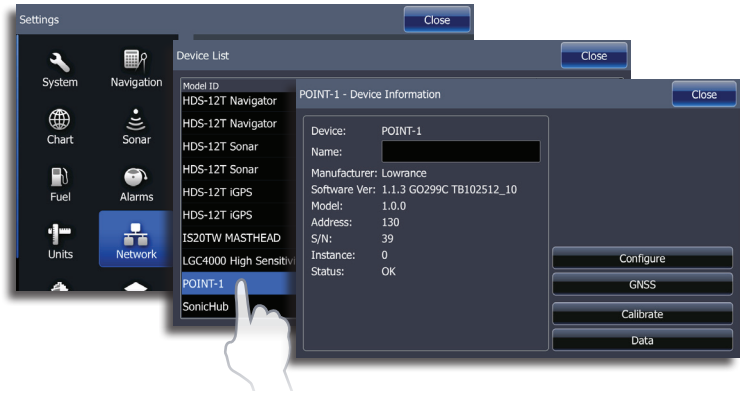 Settings
Close
System
Navigation
Chart
Sonar
Fuel
Alarms
Units
Network
Device List
Close
Model ID
HDS-12T Navigator
HDS-12T Navigator
HDS-12T Sonar
HDS-12T Sonar
HDS-12T iGPS
HDS-12T iGPS
IS20TW MASTHEAD
LGC4000 High Sensitivi
POINT-1
SonicHub
POINT-1 - Device Information
Close
Device: POINT-1
Name:
Manufacturer: Lowrance
Software Ver: 1.1.3 GO299C TB102512_10
Model: 1.0.0
Address: 130
S/N: 39
Instance: 0
Status: OK
Configure
GNSS
Calibrate
Data